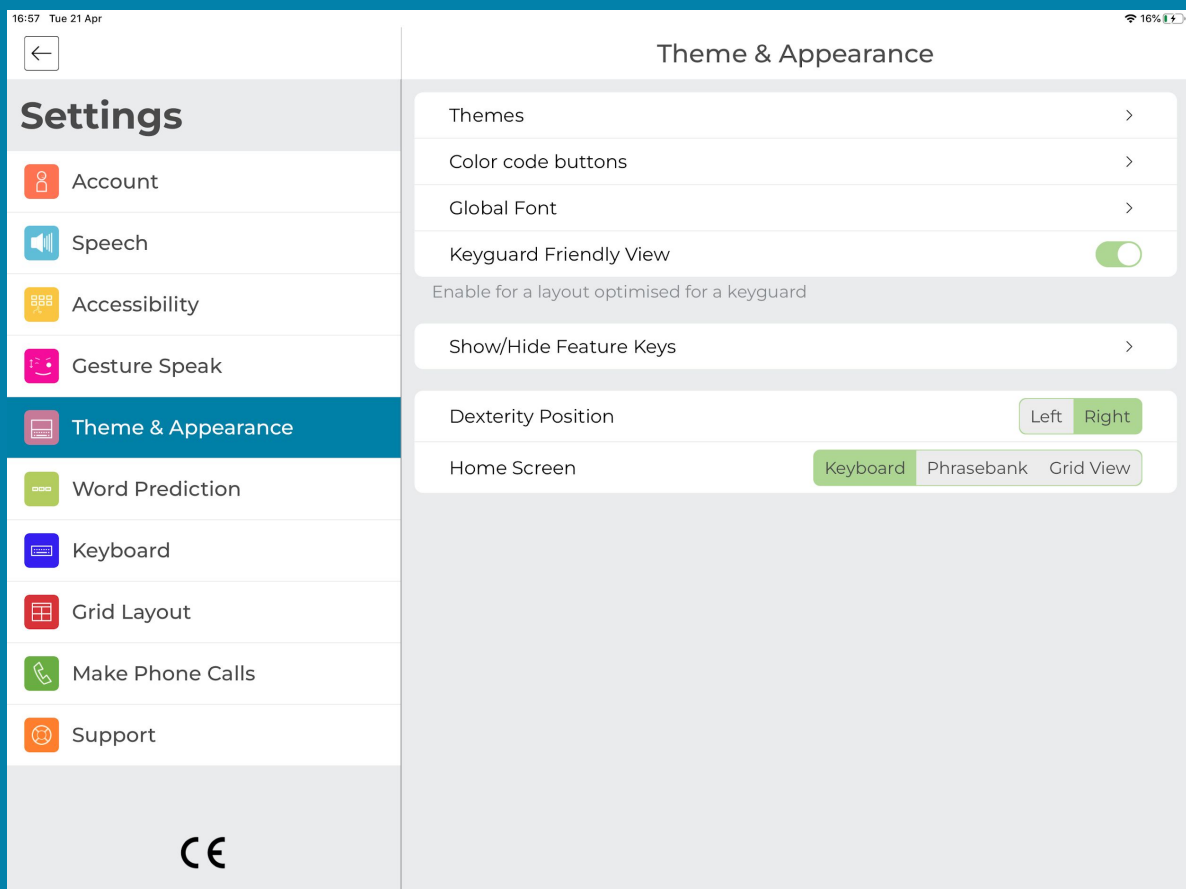 16:57 Tue 21 Apr
16%
Theme & Appearance
Settings
Account
Speech
Accessibility
Gesture Speak
Theme & Appearance
Word Prediction
Keyboard
Grid Layout
Make Phone Calls
Support
CE
Themes
Color code buttons
Global Font
Keyguard Friendly View
Enable for a layout optimised for a keyguard
Show/Hide Feature Keys
Dexterity Position Left Right
Home Screen Keyboard Phrasebank Grid View